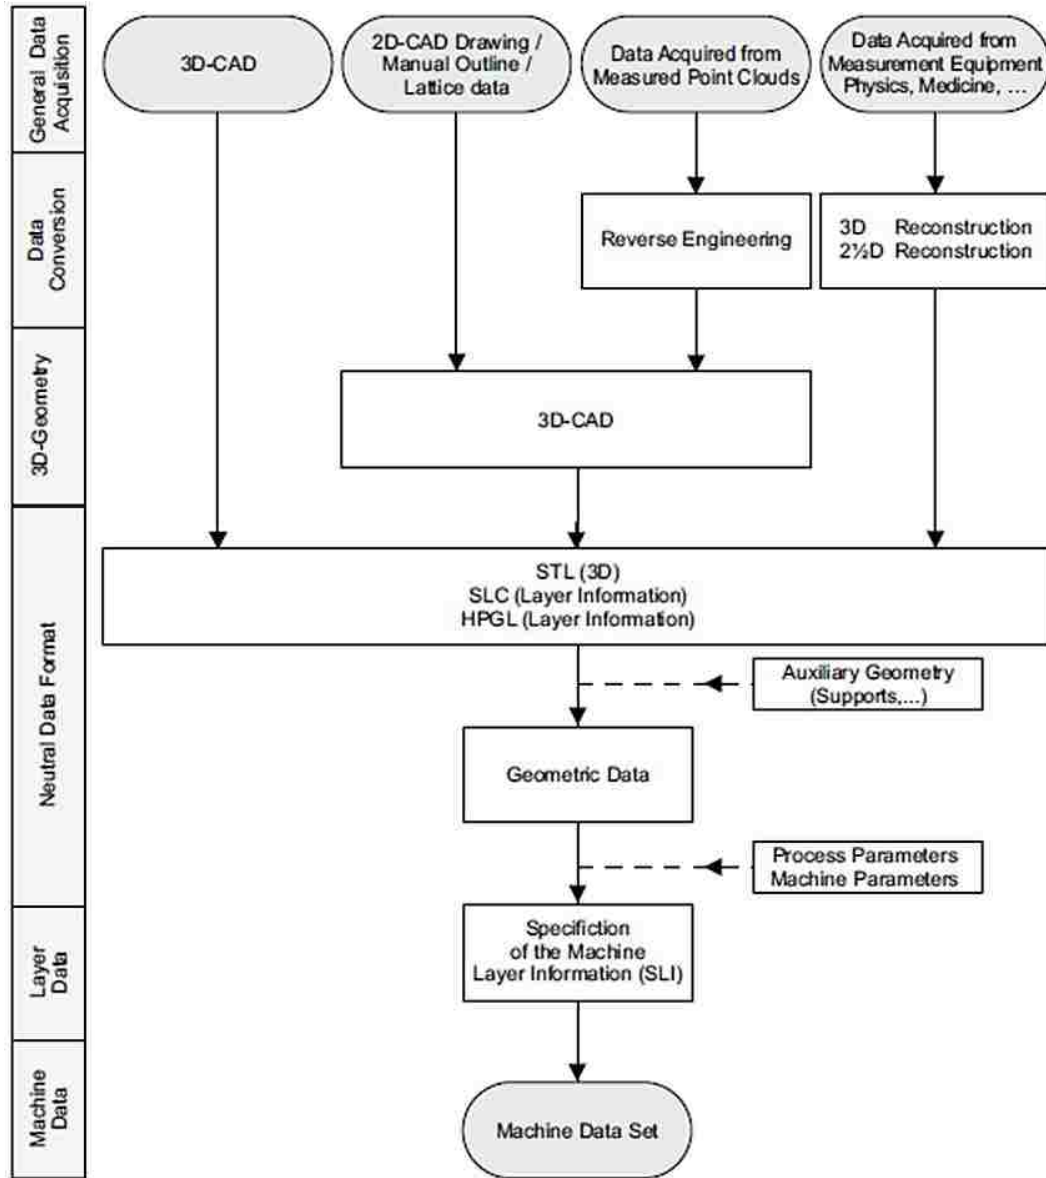 General Data
Acquisition
3D-CAD
2D-CAD Drawing /
Manual Outline /
Lattice data
Data Acquired from
Measured Point Clouds
Data Acquired from
Measurement Equipment
Physics, Medicine, ...
Data
Conversion
Reverse Engineering
3D Reconstruction
2½D Reconstruction
3D-Geometry
3D-CAD
Neutral Data Format
STL (3D)
SLC (Layer Information)
HPGL (Layer Information)
Auxiliary Geometry
(Supports,...)
Geometric Data
Process Parameters
Machine Parameters
Layer
Data
Specifiction
of the Machine
Layer Information (SLI)
Machine
Data
Machine Data Set